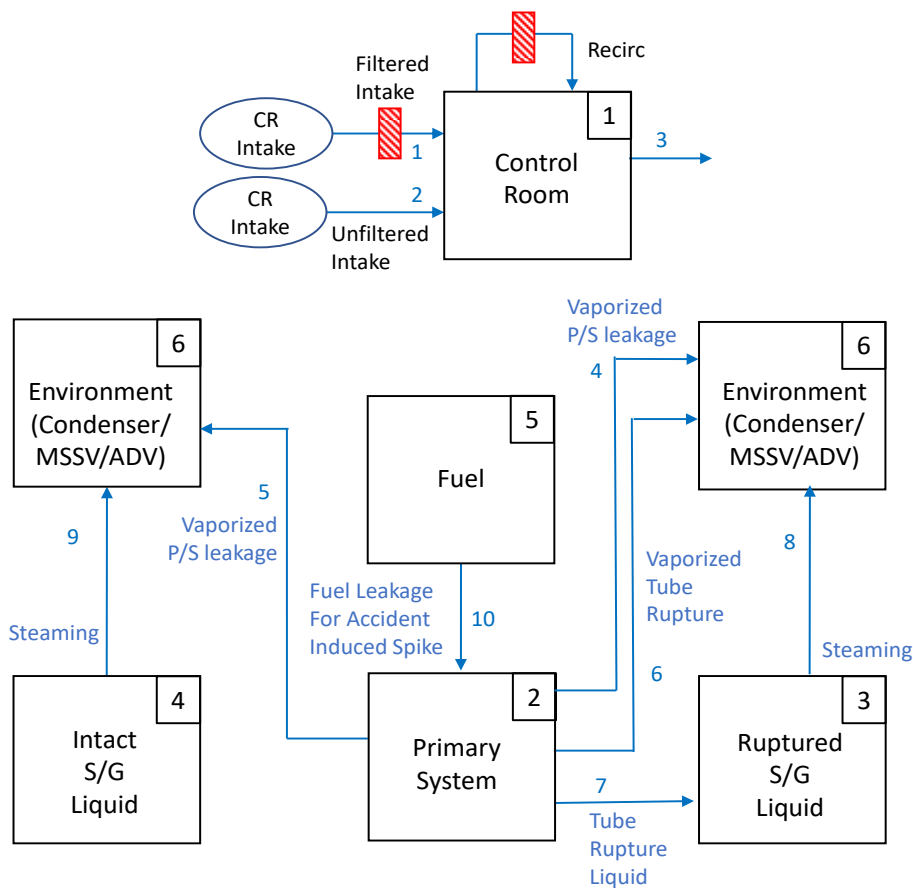 Recirc
Filtered
Intake
CR
Intake
1
1
Control
Room
3
CR
Intake
2
Unfiltered
Intake
6
Environment
(Condenser/
MSSV/ADV)
5
Fuel
Vaporized
P/S leakage
4
6
Environment
(Condenser/
MSSV/ADV)
5
Vaporized
P/S leakage
9
Steaming
Fuel Leakage
For Accident
Induced Spike
10
Vaporized
Tube
Rupture
6
8
Steaming
4
Intact
S/G
Liquid
2
Primary
System
7
Tube
Rupture
Liquid
3
Ruptured
S/G
Liquid